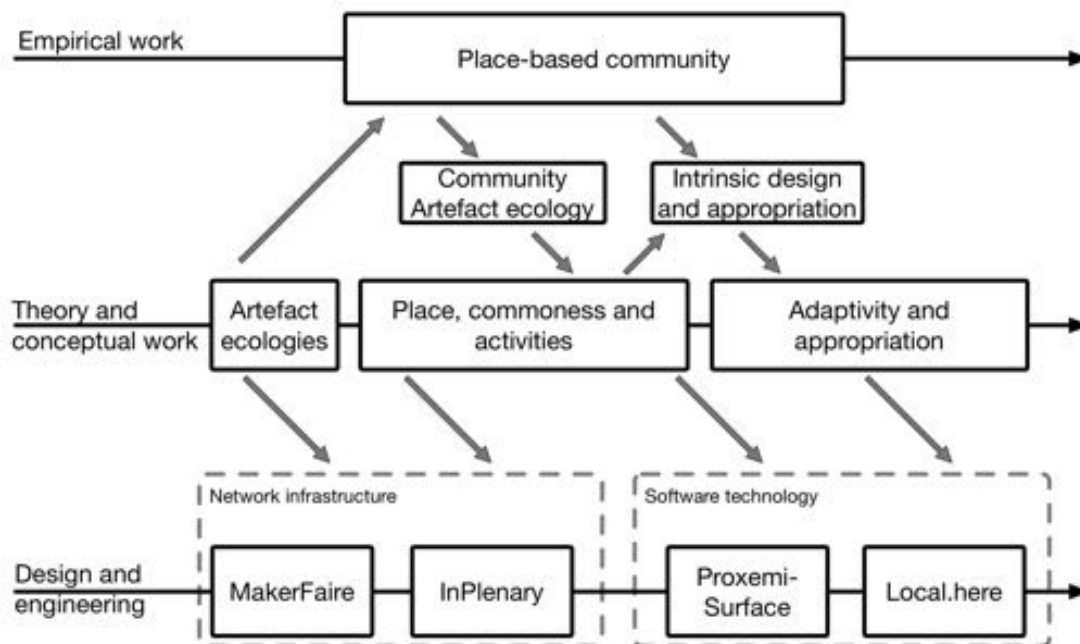 Empirical work
Place-based community
Community
Artefact ecology
Intrinsic design
and appropriation
Theory and
conceptual work
Artefact
ecologies
Place, commoness and
activities
Adaptivity and
appropriation
Network infrastructure
Software technology
Design and
engineering
MakerFaire
InPlenary
Proxemi-
Surface
Local.here